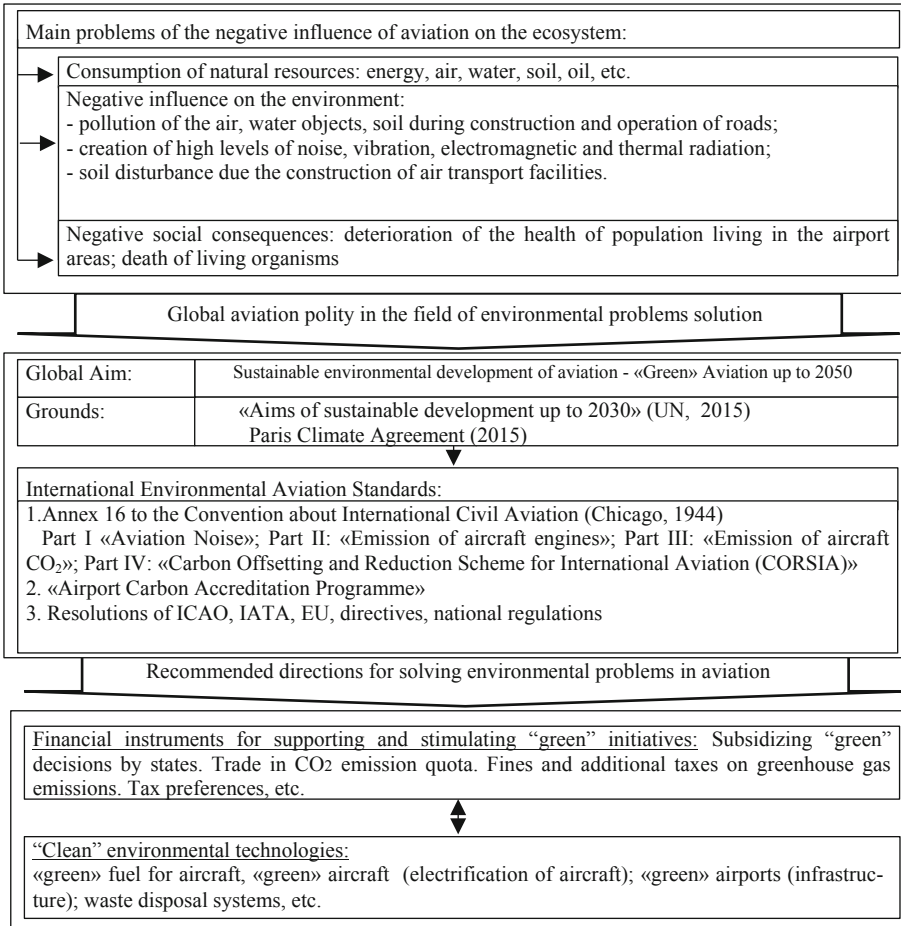 Main problems of the negative influence of aviation on the ecosystem:
Consumption of natural resources: energy, air, water, soil, oil, etc.
Negative influence on the environment:
- pollution of the air, water objects, soil during construction and operation of roads;
- creation of high levels of noise, vibration, electromagnetic and thermal radiation;
- soil disturbance due the construction of air transport facilities.
Negative social consequences: deterioration of the health of population living in the airport
areas; death of living organisms
Global aviation polity in the field of environmental problems solution
Global Aim: Sustainable environmental development of aviation - «Green» Aviation up to 2050
Grounds: «Aims of sustainable development up to 2030» (UN, 2015)
Paris Climate Agreement (2015)
International Environmental Aviation Standards:
1.Annex 16 to the Convention about International Civil Aviation (Chicago, 1944)
Part I «Aviation Noise»; Part II: «Emission of aircraft engines»; Part III: «Emission of aircraft
CO₂»; Part IV: «Carbon Offsetting and Reduction Scheme for International Aviation (CORSIA)»
2. «Airport Carbon Accreditation Programme»
3. Resolutions of ICAO, IATA, EU, directives, national regulations
Recommended directions for solving environmental problems in aviation
Financial instruments for supporting and stimulating “green” initiatives: Subsidizing “green”
decisions by states. Trade in CO2 emission quota. Fines and additional taxes on greenhouse gas
emissions. Tax preferences, etc.
“Clean” environmental technologies:
«green» fuel for aircraft, «green» aircraft (electrification of aircraft); «green» airports (infrastruc-
ture); waste disposal systems, etc.